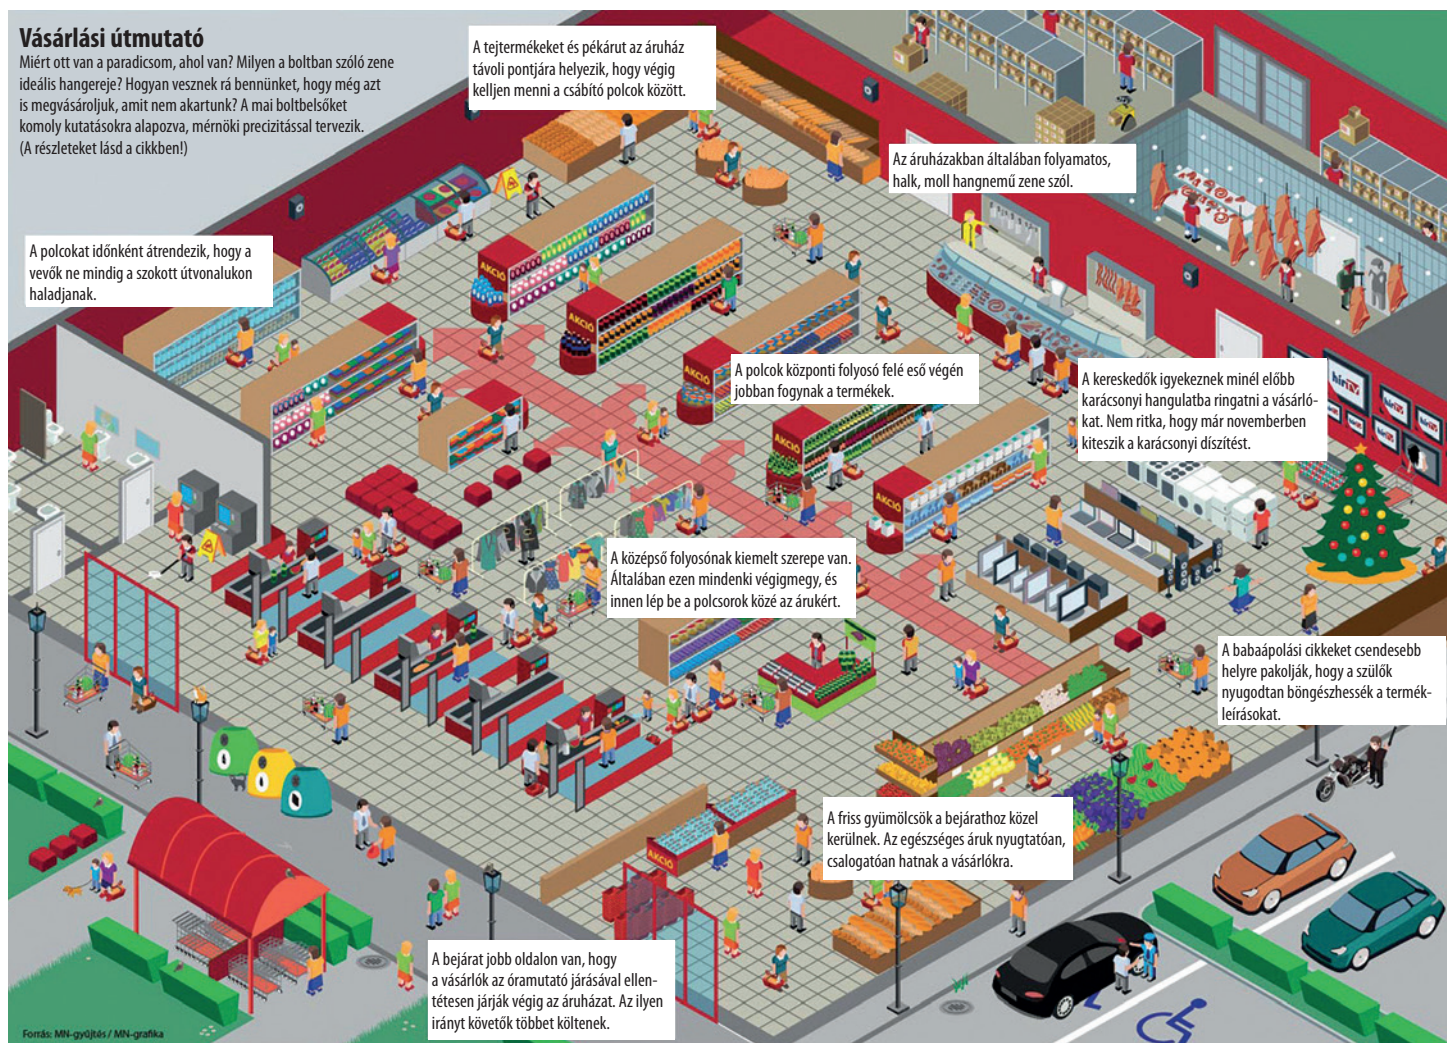 Vásárlási útmutató
Miért ott van a paradicsom, ahol van? Milyen a boltban szóló zene
ideális hangereje? Hogyan vesznek rá bennünket, hogy még azt
is megvásároljuk, amit nem akartunk? A mai boltbelsőket
komoly kutatásokra alapozva, mérnöki precizitással tervezik.
(A részleteket lásd a cikkben!)
A tejtermékeket és pékárut az áruház
távoli pontjára helyezik, hogy végig
kelljen menni a csábító polcok között.
Az áruházakban általában folyamatos,
halk, moll hangnemű zene szól.
A polcokat időnként átrendezik, hogy a
vevők ne mindig a szokott útvonalukon
haladjanak.
AKCIÓ
AKCIÓ
AKCIÓ
A polcok központi folyosó felé eső végén
jobban fogynak a termékek.
A kereskedők igyekeznek minél előbb
karácsonyi hangulatba ringatni a vásárló-
kat. Nem ritka, hogy már novemberben
kiteszik a karácsonyi díszítést.
hírTV
hírTV
hírTV
hírTV
hírTV
AKCIÓ
AKCIÓ
A középső folyosónak kiemelt szerepe van.
Általában ezen mindenki végigmegy, és
innen lép be a polcsorok közé az árukért.
A babaápolási cikkeket csendesebb
helyre pakolják, hogy a szülők
nyugodtan böngészhessék a termék-
leírásokat.
A friss gyümölcsök a bejárathoz közel
kerülnek. Az egészséges áruk nyugtatóan,
csalogatóan hatnak a vásárlókra.
AKCIÓ
A bejárat jobb oldalon van, hogy
a vásárlók az óramutató járásával ellen-
tétesen járják végig az áruházat. Az ilyen
irányt követők többet költenek.
Forrás: MN-gyűjtés / MN-grafika